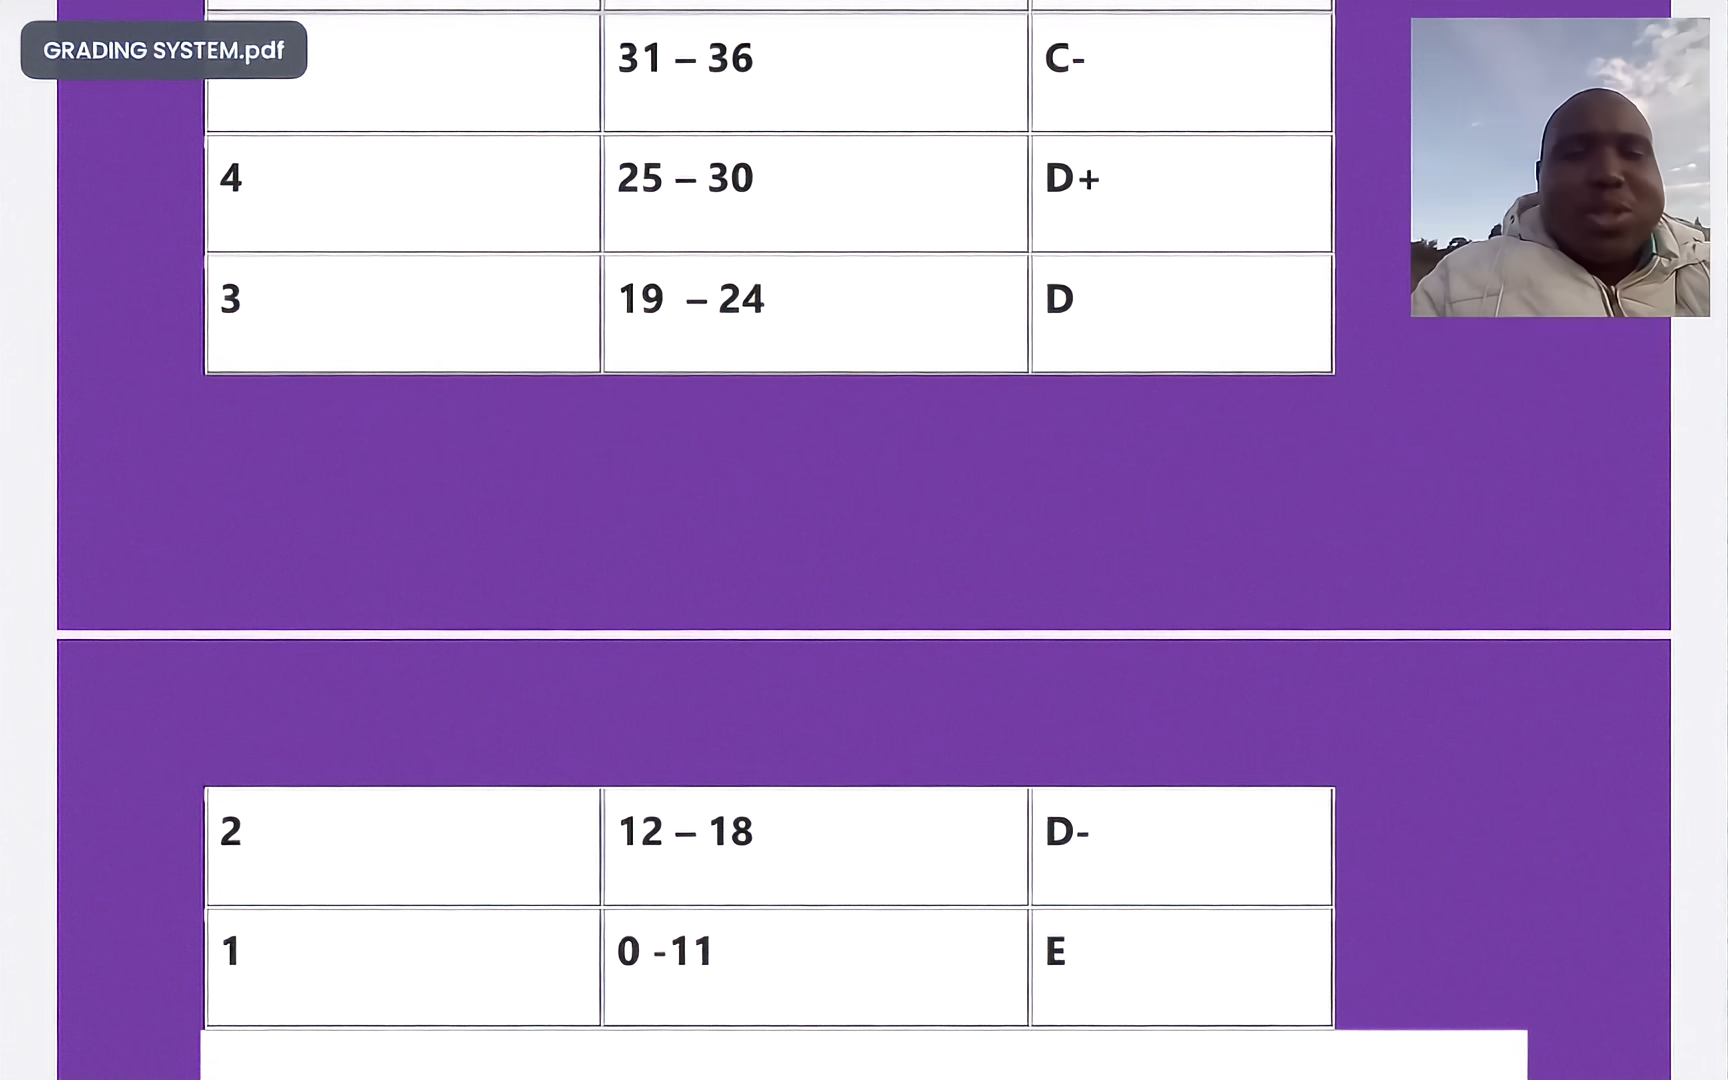 GRADING SYSTEM.pdf
31 – 36 C-
4 25 – 30 D+
3 19 – 24 D
2 12 – 18 D-
1 0 -11 E